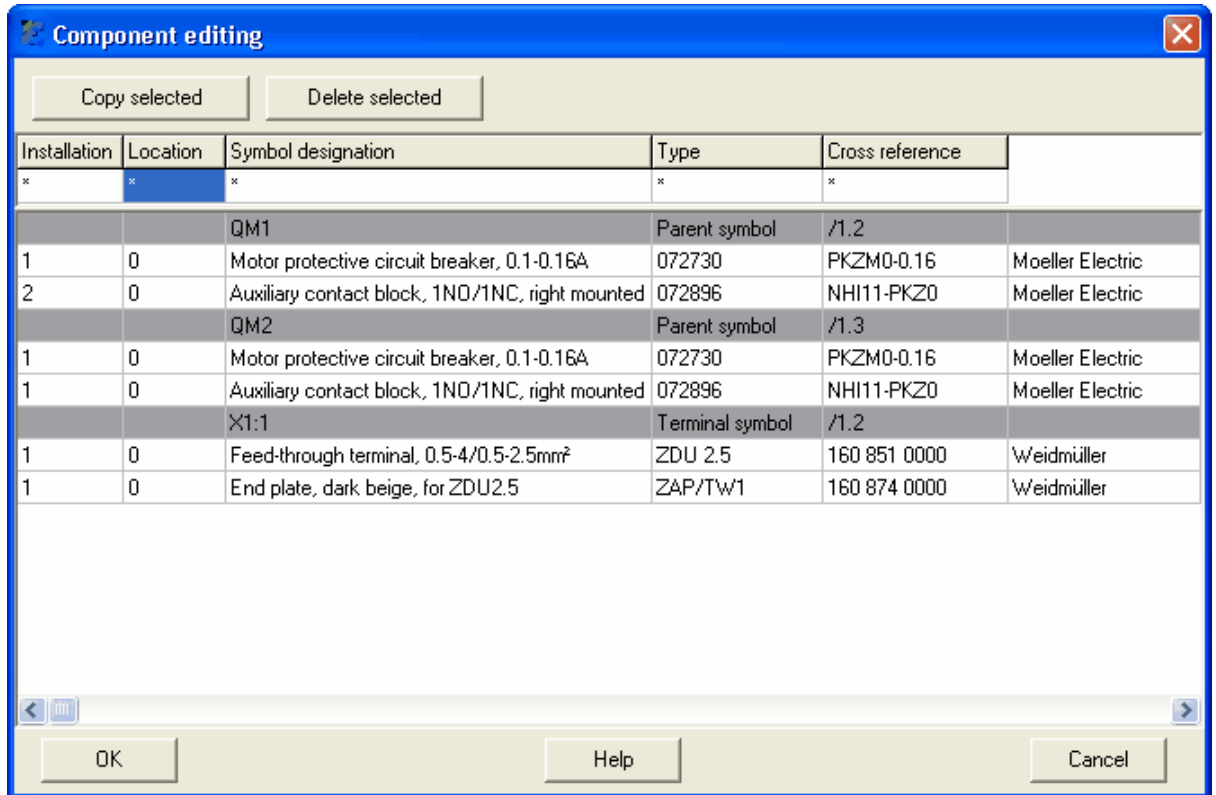 Component editing
Copy selected Delete selected
Installation Location Symbol designation Type Cross reference
* * * * *
QM1 Parent symbol /1.2
1 0 Motor protective circuit breaker, 0.1-0.16A 072730 PKZM0-0.16 Moeller Electric
2 0 Auxiliary contact block, 1NO/1NC, right mounted 072896 NHI11-PKZ0 Moeller Electric
QM2 Parent symbol /1.3
1 0 Motor protective circuit breaker, 0.1-0.16A 072730 PKZM0-0.16 Moeller Electric
1 0 Auxiliary contact block, 1NO/1NC, right mounted 072896 NHI11-PKZ0 Moeller Electric
X1:1 Terminal symbol /1.2
1 0 Feed-through terminal, 0.5-4/0.5-2.5mm² ZDU 2.5 160 851 0000 Weidmüller
1 0 End plate, dark beige, for ZDU2.5 ZAP/TW1 160 874 0000 Weidmüller
OK Help Cancel